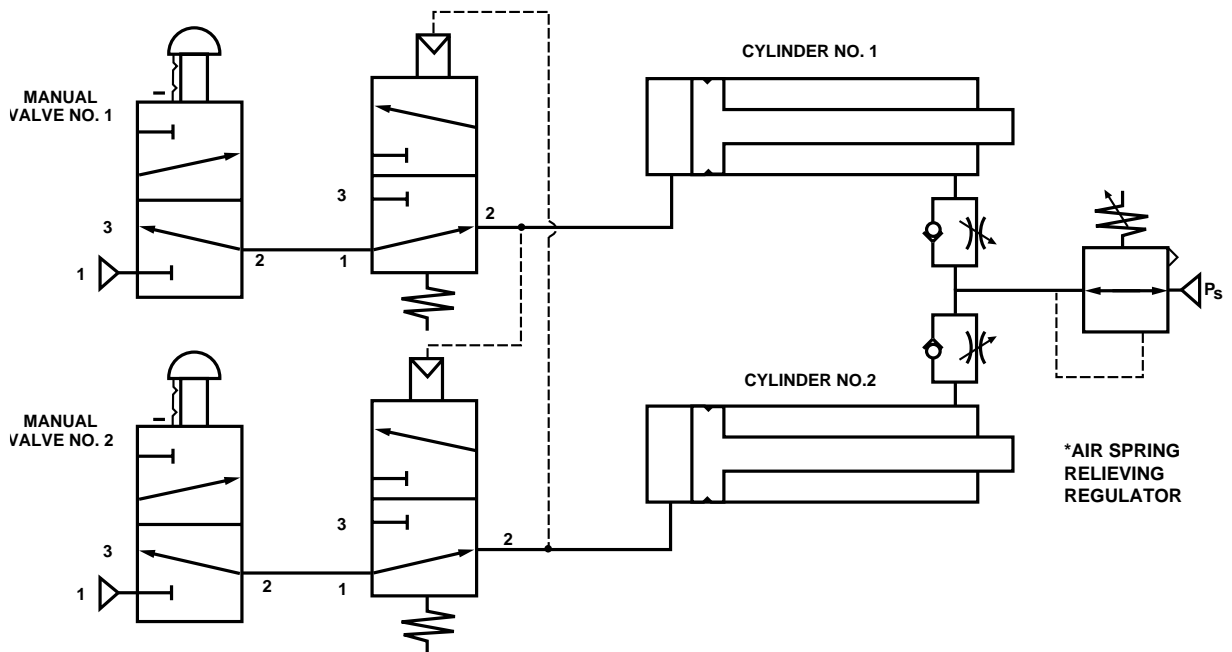 CYLINDER NO. 1
MANUAL
VALVE NO. 1
3
1
2
3
1
2
Ps
CYLINDER NO.2
MANUAL
VALVE NO. 2
3
1
2
3
1
2
*AIR SPRING
RELIEVING
REGULATOR